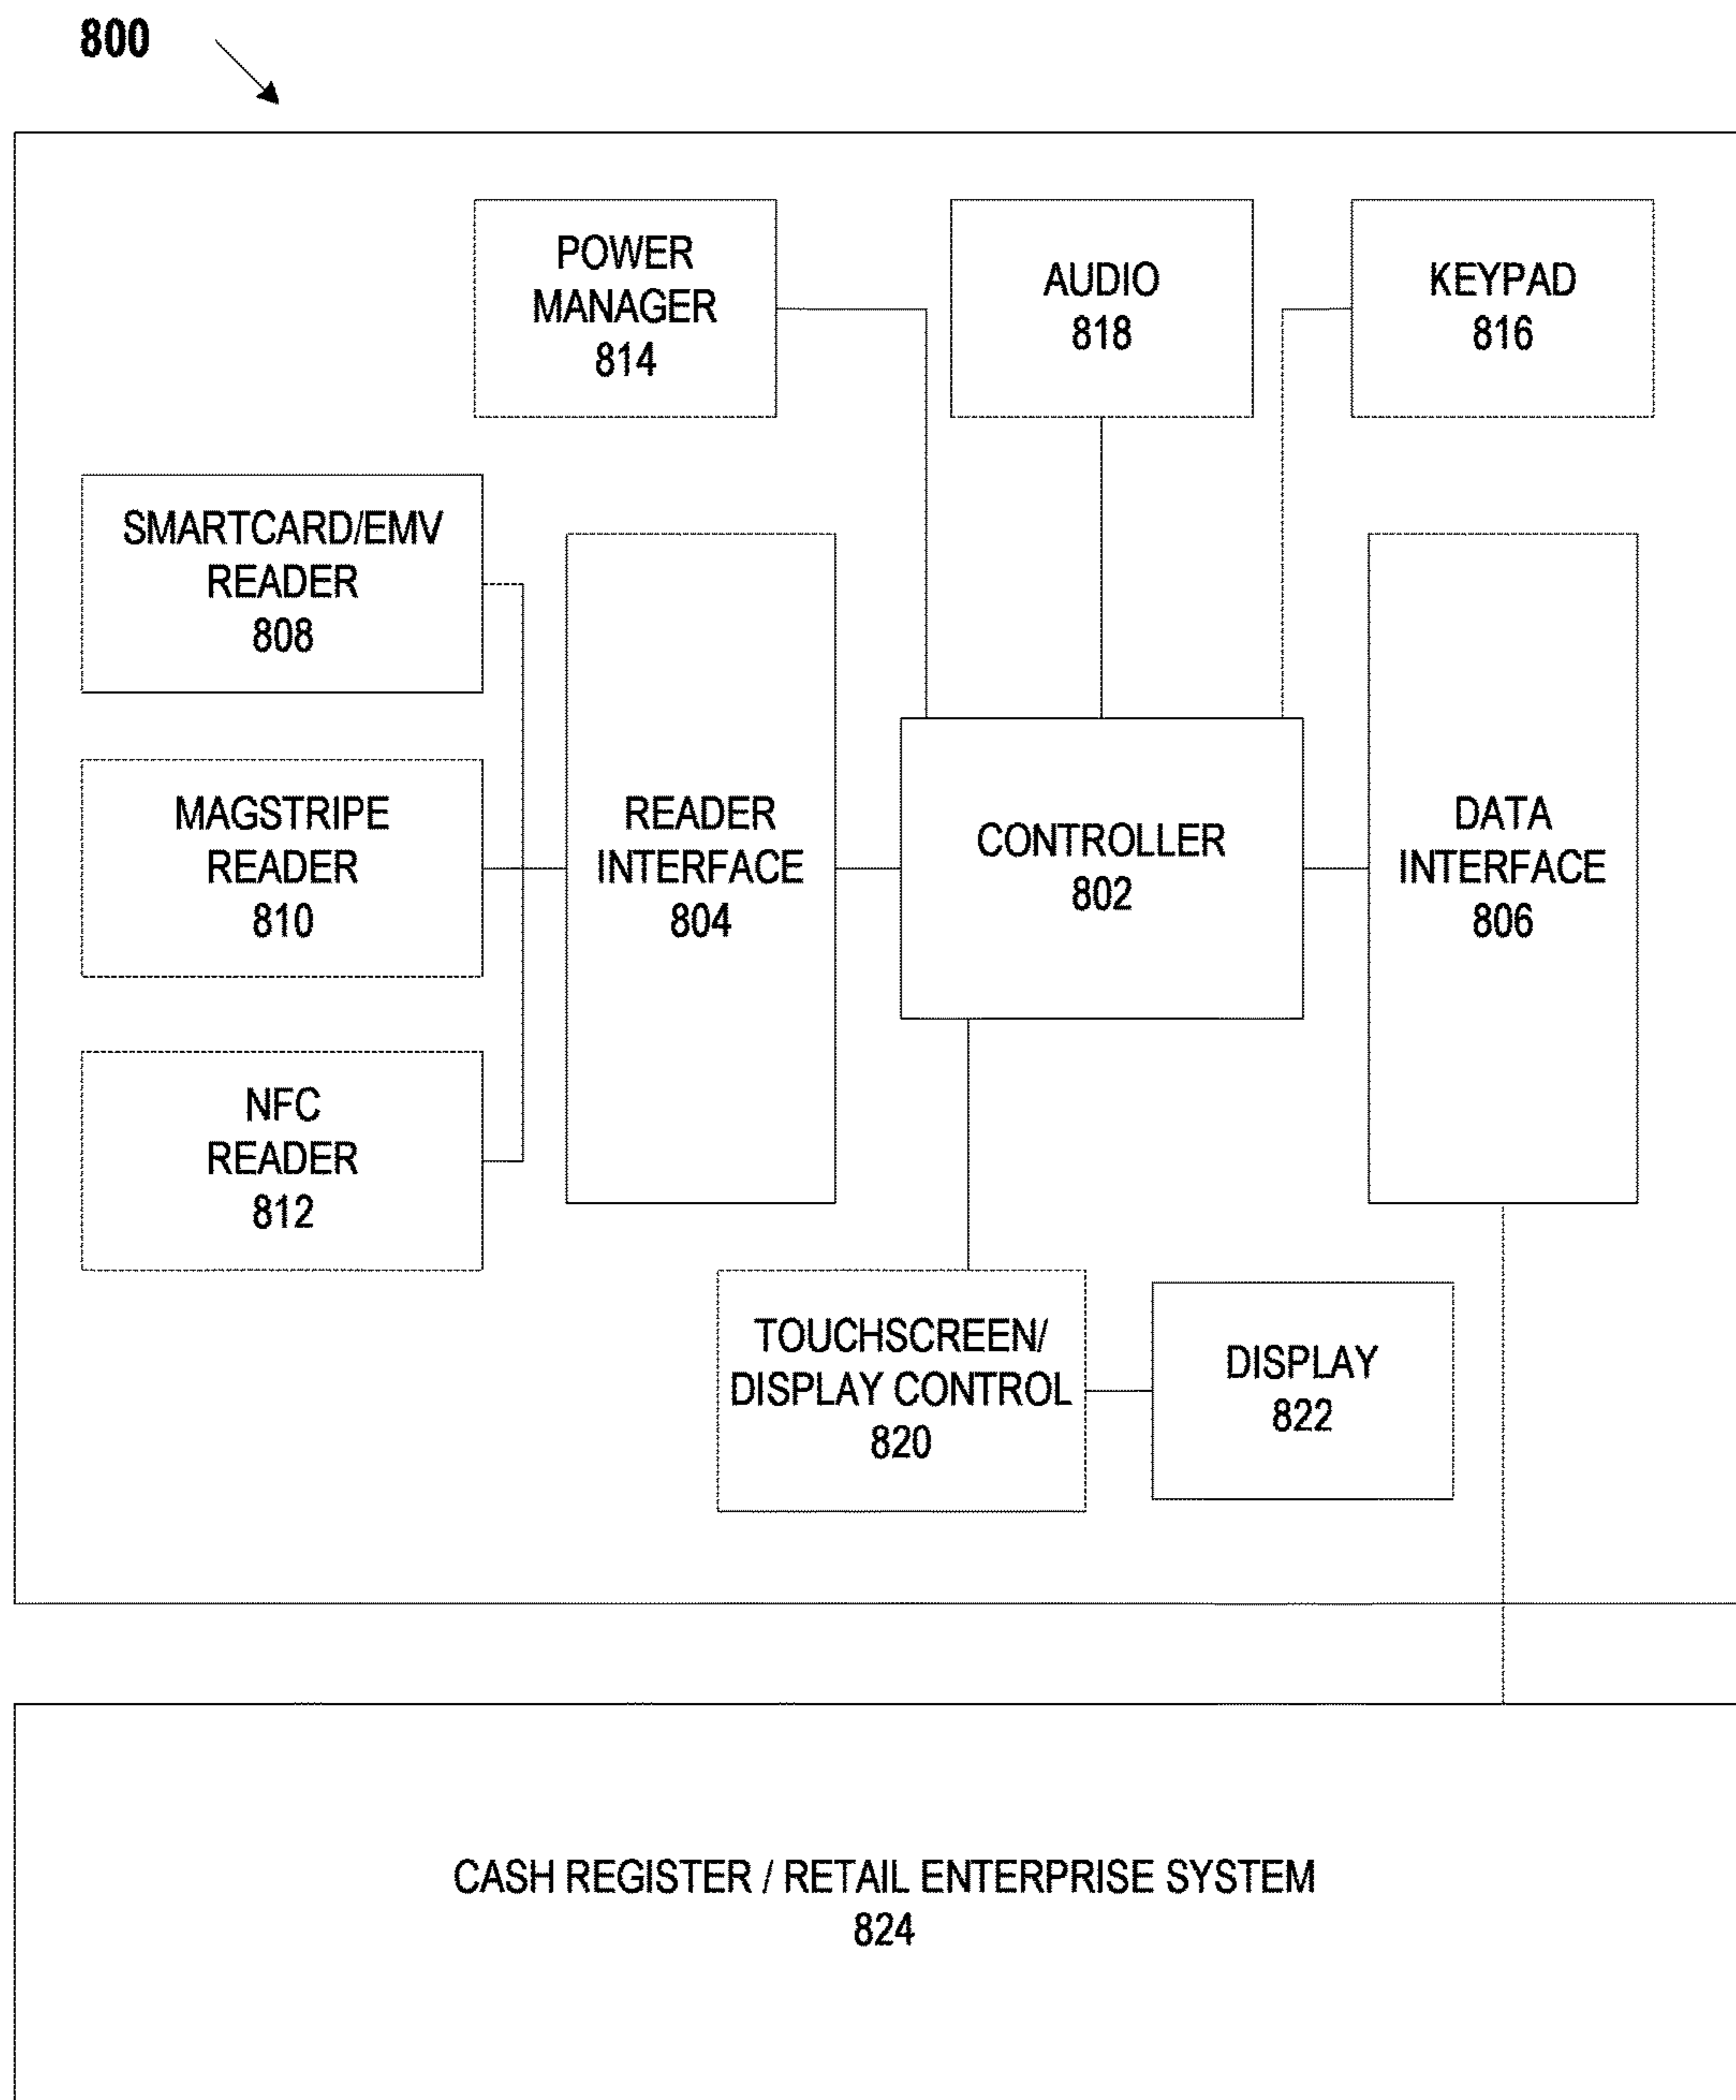 800
POWER
MANAGER
814
AUDIO
818
KEYPAD
816
SMARTCARD/EMV
READER
808
MAGSTRIPE
READER
810
NFC
READER
812
READER
INTERFACE
804
CONTROLLER
802
DATA
INTERFACE
806
TOUCHSCREEN/
DISPLAY CONTROL
820
DISPLAY
822
CASH REGISTER / RETAIL ENTERPRISE SYSTEM
824